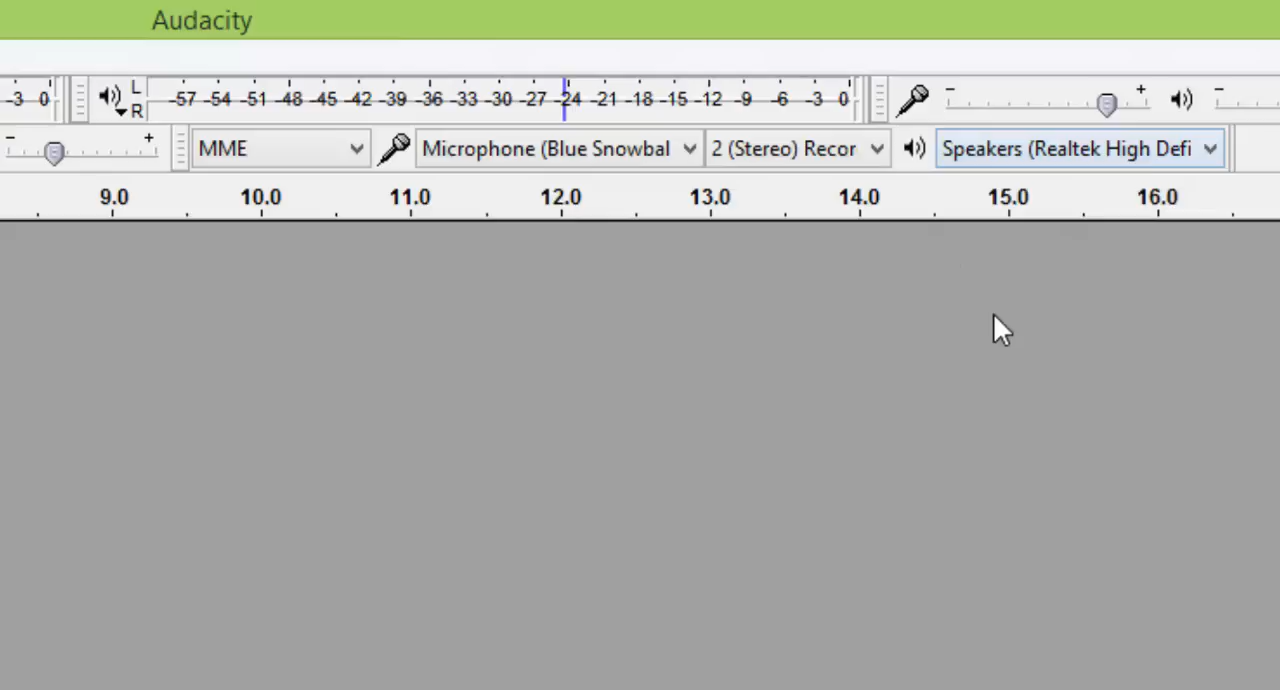 Audacity
-3 0 L R -57 -54 -51 -48 -45 -42 -39 -36 -33 -30 -27 -24 -21 -18 -15 -12 -9 -6 -3 0 - + -
- + MME Microphone (Blue Snowbal 2 (Stereo) Recor Speakers (Realtek High Defi
9.0 10.0 11.0 12.0 13.0 14.0 15.0 16.0